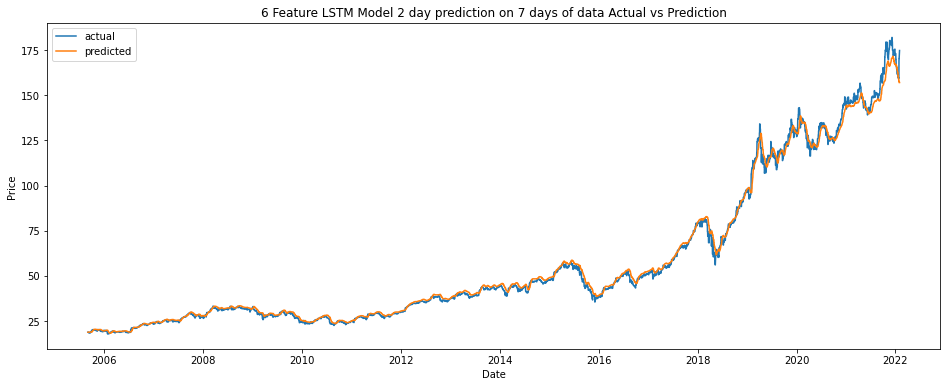 6 Feature LSTM Model 2 day prediction on 7 days of data Actual vs Prediction
actual
predicted
175
150
125
100
75
50
25
Price
2006 2008 2010 2012 2014 2016 2018 2020 2022
Date